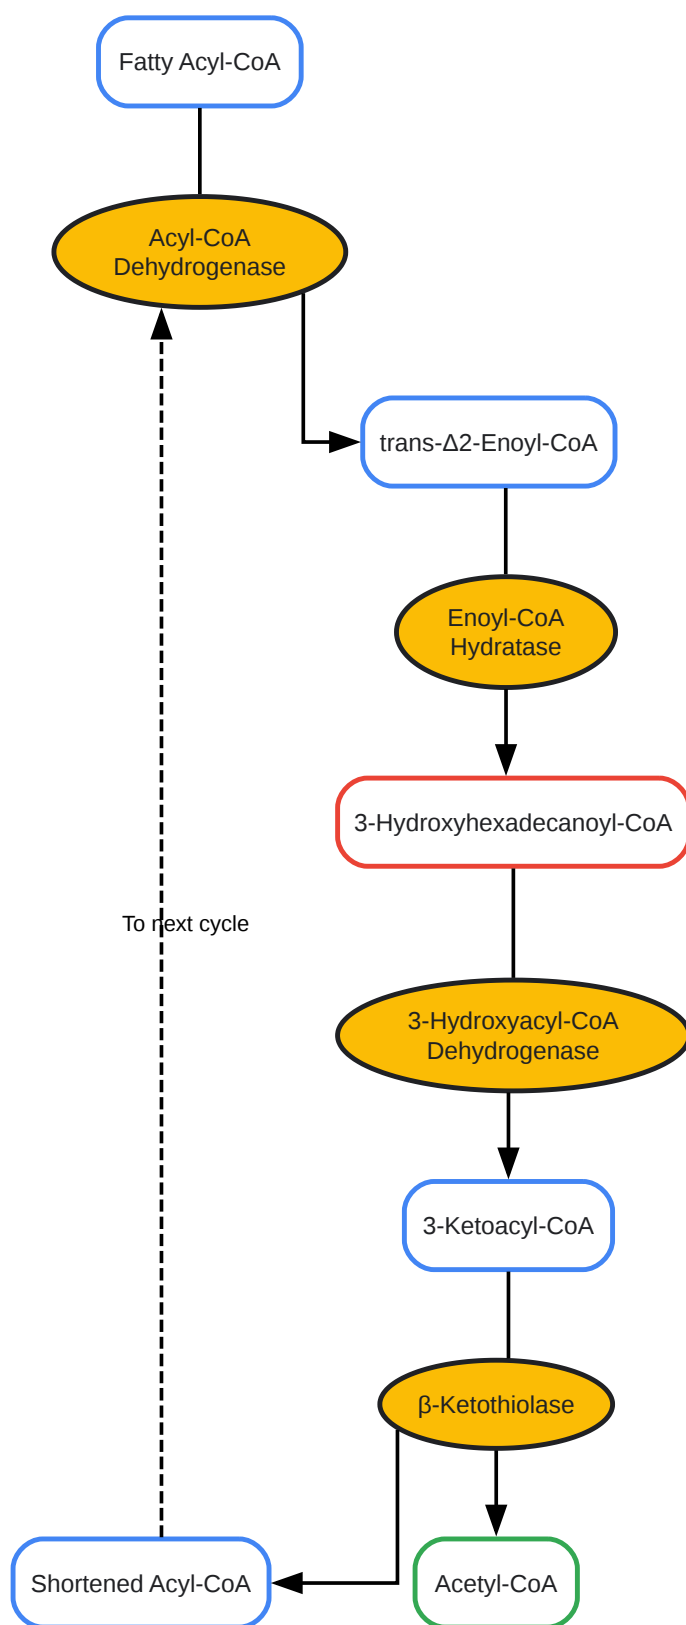 Fatty Acyl-CoA
Acyl-CoA
Dehydrogenase
trans-Δ2-Enoyl-CoA
Enoyl-CoA
Hydratase
3-Hydroxyhexadecanoyl-CoA
To next cycle
3-Hydroxyacyl-CoA
Dehydrogenase
3-Ketoacyl-CoA
β-Ketothiolase
Shortened Acyl-CoA
Acetyl-CoA